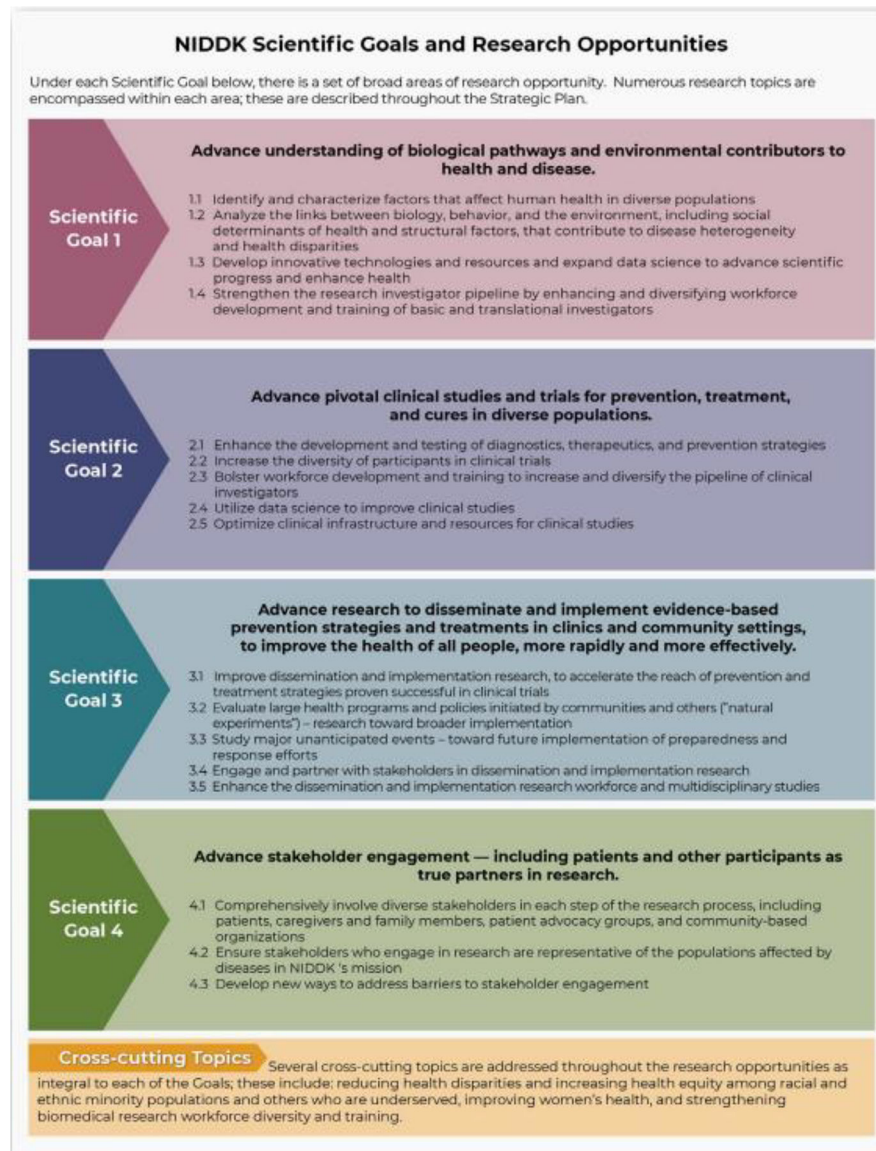 NIDDK Scientific Goals and Research Opportunities
Under each Scientific Goal below, there is a set of broad areas of research opportunity. Numerous research topics are
encompassed within each area; these are described throughout the Strategic Plan.
Scientific
Goal 1
Advance understanding of biological pathways and environmental contributors to
health and disease.
1.1 Identify and characterize factors that affect human health in diverse populations
1.2 Analyze the links between biology, behavior, and the environment, including social
determinants of health and structural factors, that contribute to disease heterogeneity
and health disparities
1.3 Develop innovative technologies and resources and expand data science to advance scientific
progress and enhance health
1.4 Strengthen the research investigator pipeline by enhancing and diversifying workforce
development and training of basic and translational investigators
Scientific
Goal 2
Advance pivotal clinical studies and trials for prevention, treatment,
and cures in diverse populations.
2.1 Enhance the development and testing of diagnostics, therapeutics, and prevention strategies
2.2 Increase the diversity of participants in clinical trials
2.3 Bolster workforce development and training to increase and diversify the pipeline of clinical
investigators
2.4 Utilize data science to improve clinical studies
2.5 Optimize clinical infrastructure and resources for clinical studies
Scientific
Goal 3
Advance research to disseminate and implement evidence-based
prevention strategies and treatments in clinics and community settings,
to improve the health of all people, more rapidly and more effectively.
3.1 Improve dissemination and implementation research, to accelerate the reach of prevention and
treatment strategies proven successful in clinical trials
3.2 Evaluate large health programs and policies initiated by communities and others ("natural
experiments") – research toward broader implementation
3.3 Study major unanticipated events – toward future implementation of preparedness and
response efforts
3.4 Engage and partner with stakeholders in dissemination and implementation research
3.5 Enhance the dissemination and implementation research workforce and multidisciplinary studies
Scientific
Goal 4
Advance stakeholder engagement — including patients and other participants as
true partners in research.
4.1 Comprehensively involve diverse stakeholders in each step of the research process, including
patients, caregivers and family members, patient advocacy groups, and community-based
organizations
4.2 Ensure stakeholders who engage in research are representative of the populations affected by
diseases in NIDDK 's mission
4.3 Develop new ways to address barriers to stakeholder engagement
Cross-cutting Topics
Several cross-cutting topics are addressed throughout the research opportunities as
integral to each of the Goals; these include: reducing health disparities and increasing health equity among racial and
ethnic minority populations and others who are underserved, improving women's health, and strengthening
biomedical research workforce diversity and training.